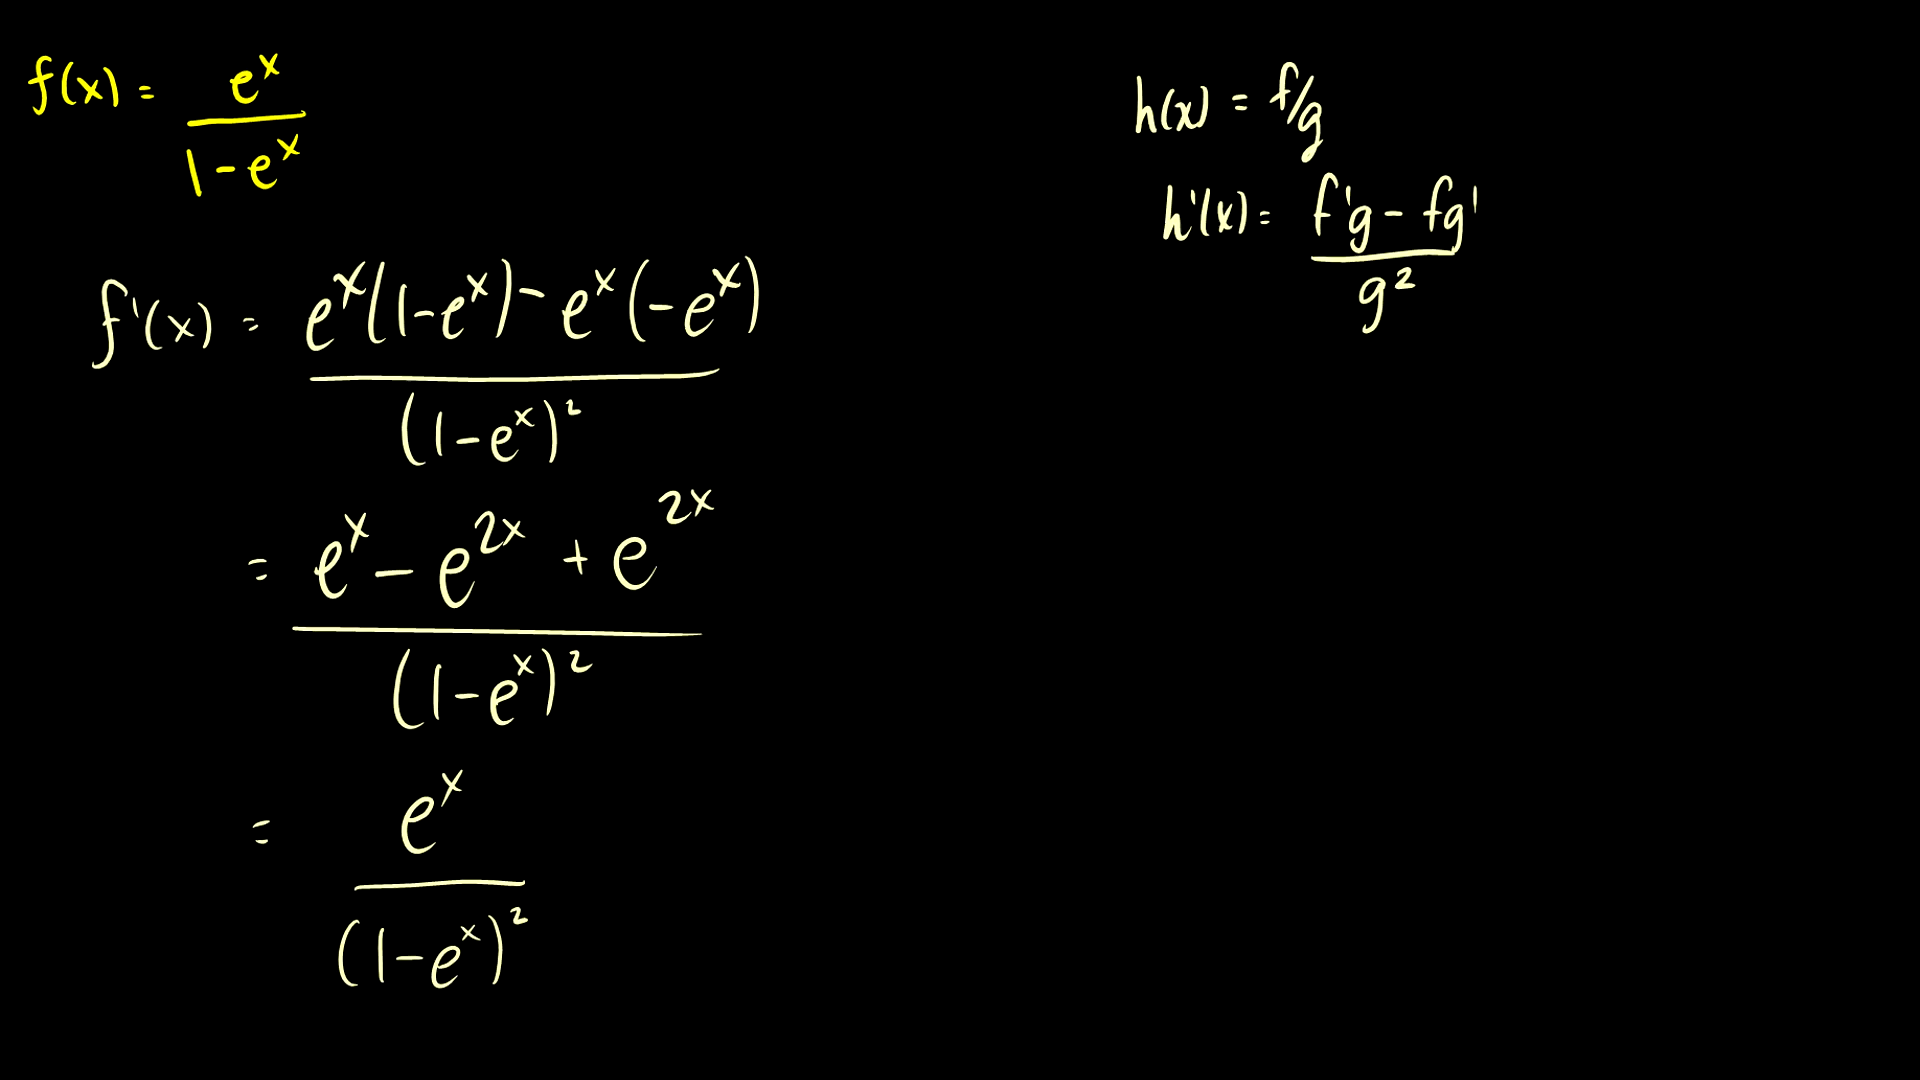 f(x) = e^x / (1-e^x)
f'(x) = (e^x(1-e^x) - e^x(-e^x)) / (1-e^x)^2
= (e^x - e^2x + e^2x) / (1-e^x)^2
= e^x / (1-e^x)^2
h(x) = f/g
h'(x) = (f'g - fg') / g^2